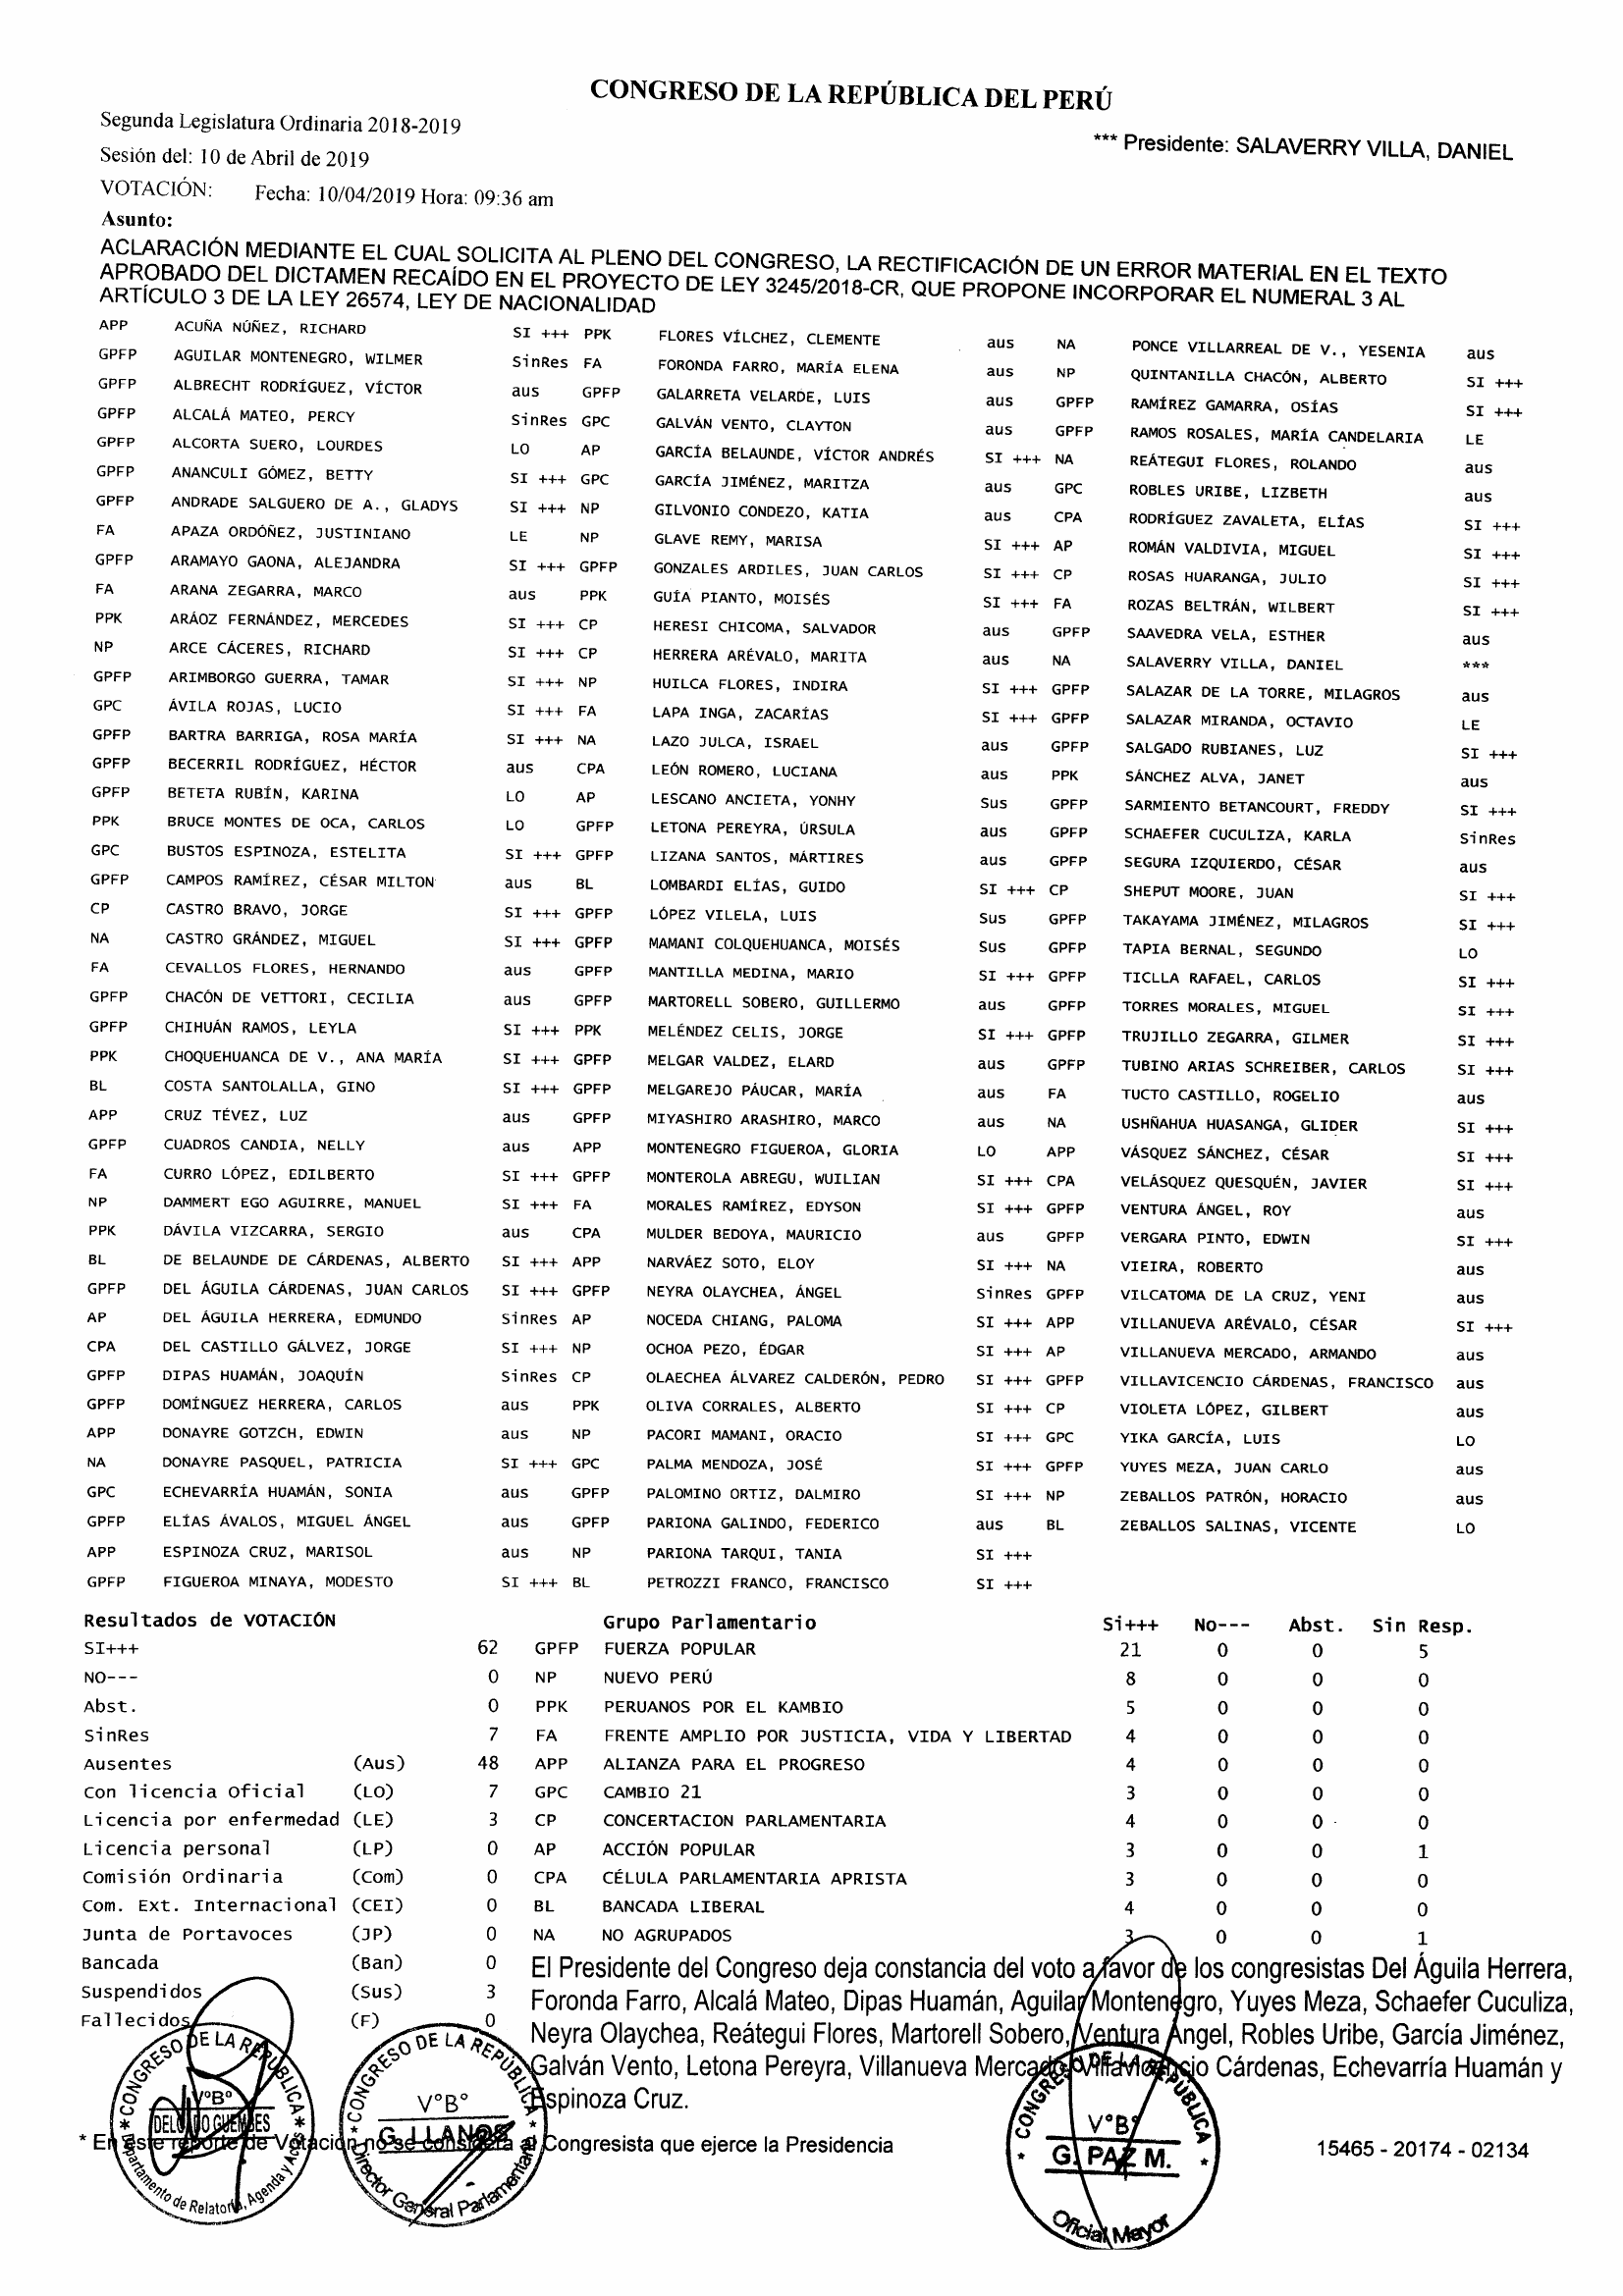 CONGRESO DE LA REPÚBLICA DEL PERÚ
Segunda Legislatura Ordinaria 2018-2019
*** Presidente: SALAVERRY VILLA, DANIEL
Sesión del: 10 de Abril de 2019
VOTACIÓN: Fecha: 10/04/2019 Hora: 09:36 am
Asunto:
ACLARACIÓN MEDIANTE EL CUAL SOLICITA AL PLENO DEL CONGRESO, LA RECTIFICACIÓN DE UN ERROR MATERIAL EN EL TEXTO
APROBADO DEL DICTAMEN RECAÍDO EN EL PROYECTO DE LEY 3245/2018-CR, QUE PROPONE INCORPORAR EL NUMERAL 3 AL
ARTÍCULO 3 DE LA LEY 26574, LEY DE NACIONALIDAD
APP ACUÑA NÚÑEZ, RICHARD SI +++ PPK FLORES VÍLCHEZ, CLEMENTE aus NA PONCE VILLARREAL DE V., YESENIA aus
GPFP AGUILAR MONTENEGRO, WILMER SinRes FA FORONDA FARRO, MARÍA ELENA aus NP QUINTANILLA CHACÓN, ALBERTO SI +++
GPFP ALBRECHT RODRÍGUEZ, VÍCTOR aus GPFP GALARRETA VELARDE, LUIS aus GPFP RAMÍREZ GAMARRA, OSÍAS SI +++
GPFP ALCALÁ MATEO, PERCY SinRes GPC GALVÁN VENTO, CLAYTON aus GPFP RAMOS ROSALES, MARÍA CANDELARIA LE
GPFP ALCORTA SUERO, LOURDES LO AP GARCÍA BELAUNDE, VÍCTOR ANDRÉS SI +++ NA REÁTEGUI FLORES, ROLANDO aus
GPFP ANANCULI GÓMEZ, BETTY SI +++ GPC GARCÍA JIMÉNEZ, MARITZA aus GPC ROBLES URIBE, LIZBETH aus
GPFP ANDRADE SALGUERO DE A., GLADYS SI +++ NP GILVONIO CONDEZO, KATIA aus CPA RODRÍGUEZ ZAVALETA, ELÍAS SI +++
FA APAZA ORDÓÑEZ, JUSTINIANO LE NP GLAVE REMY, MARISA SI +++ AP ROMÁN VALDIVIA, MIGUEL SI +++
GPFP ARAMAYO GAONA, ALEJANDRA SI +++ GPFP GONZALES ARDILES, JUAN CARLOS SI +++ CP ROSAS HUARANGA, JULIO SI +++
FA ARANA ZEGARRA, MARCO aus PPK GUÍA PIANTO, MOISÉS SI +++ FA ROZAS BELTRÁN, WILBERT SI +++
PPK ARÁOZ FERNÁNDEZ, MERCEDES SI +++ CP HERESI CHICOMA, SALVADOR aus GPFP SAAVEDRA VELA, ESTHER aus
NP ARCE CÁCERES, RICHARD SI +++ CP HERRERA ARÉVALO, MARITA aus NA SALAVERRY VILLA, DANIEL ***
GPFP ARIMBORGO GUERRA, TAMAR SI +++ NP HUILCA FLORES, INDIRA SI +++ GPFP SALAZAR DE LA TORRE, MILAGROS aus
GPC ÁVILA ROJAS, LUCIO SI +++ FA LAPA INGA, ZACARÍAS SI +++ GPFP SALAZAR MIRANDA, OCTAVIO LE
GPFP BARTRA BARRIGA, ROSA MARÍA SI +++ NA LAZO JULCA, ISRAEL aus GPFP SALGADO RUBIANES, LUZ SI +++
GPFP BECERRIL RODRÍGUEZ, HÉCTOR aus CPA LEÓN ROMERO, LUCIANA aus PPK SÁNCHEZ ALVA, JANET aus
GPFP BETETA RUBÍN, KARINA LO AP LESCANO ANCIETA, YONHY Sus GPFP SARMIENTO BETANCOURT, FREDDY SI +++
PPK BRUCE MONTES DE OCA, CARLOS LO GPFP LETONA PEREYRA, ÚRSULA aus GPFP SCHAEFER CUCULIZA, KARLA SinRes
GPC BUSTOS ESPINOZA, ESTELITA SI +++ GPFP LIZANA SANTOS, MÁRTIRES aus GPFP SEGURA IZQUIERDO, CÉSAR aus
GPFP CAMPOS RAMÍREZ, CÉSAR MILTON aus BL LOMBARDI ELÍAS, GUIDO SI +++ CP SHEPUT MOORE, JUAN SI +++
CP CASTRO BRAVO, JORGE SI +++ GPFP LÓPEZ VILELA, LUIS Sus GPFP TAKAYAMA JIMÉNEZ, MILAGROS SI +++
NA CASTRO GRÁNDEZ, MIGUEL SI +++ GPFP MAMANI COLQUEHUANCA, MOISÉS Sus GPFP TAPIA BERNAL, SEGUNDO LO
FA CEVALLOS FLORES, HERNANDO aus GPFP MANTILLA MEDINA, MARIO SI +++ GPFP TICLLA RAFAEL, CARLOS SI +++
GPFP CHACÓN DE VETTORI, CECILIA aus GPFP MARTORELL SOBERO, GUILLERMO aus GPFP TORRES MORALES, MIGUEL SI +++
GPFP CHIHUÁN RAMOS, LEYLA SI +++ PPK MELÉNDEZ CELIS, JORGE SI +++ GPFP TRUJILLO ZEGARRA, GILMER SI +++
PPK CHOQUEHUANCA DE V., ANA MARÍA SI +++ GPFP MELGAR VALDEZ, ELARD aus GPFP TUBINO ARIAS SCHREIBER, CARLOS SI +++
BL COSTA SANTOLALLA, GINO SI +++ GPFP MELGAREJO PÁUCAR, MARÍA aus FA TUCTO CASTILLO, ROGELIO aus
APP CRUZ TÉVEZ, LUZ aus GPFP MIYASHIRO ARASHIRO, MARCO aus NA USHÑAHUA HUASANGA, GLIDER SI +++
GPFP CUADROS CANDIA, NELLY aus APP MONTENEGRO FIGUEROA, GLORIA LO APP VÁSQUEZ SÁNCHEZ, CÉSAR SI +++
FA CURRO LÓPEZ, EDILBERTO SI +++ GPFP MONTEROLA ABREGU, WUILIAN SI +++ CPA VELÁSQUEZ QUESQUÉN, JAVIER SI +++
NP DAMMERT EGO AGUIRRE, MANUEL SI +++ FA MORALES RAMÍREZ, EDYSON SI +++ GPFP VENTURA ÁNGEL, ROY aus
PPK DÁVILA VIZCARRA, SERGIO aus CPA MULDER BEDOYA, MAURICIO aus GPFP VERGARA PINTO, EDWIN SI +++
BL DE BELAUNDE DE CÁRDENAS, ALBERTO SI +++ APP NARVÁEZ SOTO, ELOY SI +++ NA VIEIRA, ROBERTO aus
GPFP DEL ÁGUILA CÁRDENAS, JUAN CARLOS SI +++ GPFP NEYRA OLAYCHEA, ÁNGEL SinRes GPFP VILCATOMA DE LA CRUZ, YENI aus
AP DEL ÁGUILA HERRERA, EDMUNDO SinRes AP NOCEDA CHIANG, PALOMA SI +++ APP VILLANUEVA ARÉVALO, CÉSAR SI +++
CPA DEL CASTILLO GÁLVEZ, JORGE SI +++ NP OCHOA PEZO, ÉDGAR SI +++ AP VILLANUEVA MERCADO, ARMANDO aus
GPFP DIPAS HUAMÁN, JOAQUÍN SinRes CP OLAECHEA ÁLVAREZ CALDERÓN, PEDRO SI +++ GPFP VILLAVICENCIO CÁRDENAS, FRANCISCO aus
GPFP DOMÍNGUEZ HERRERA, CARLOS aus PPK OLIVA CORRALES, ALBERTO SI +++ CP VIOLETA LÓPEZ, GILBERT aus
APP DONAYRE GOTZCH, EDWIN aus NP PACORI MAMANI, ORACIO SI +++ GPC YIKA GARCÍA, LUIS LO
NA DONAYRE PASQUEL, PATRICIA SI +++ GPC PALMA MENDOZA, JOSÉ SI +++ GPFP YUYES MEZA, JUAN CARLO aus
GPC ECHEVARRÍA HUAMÁN, SONIA aus GPFP PALOMINO ORTIZ, DALMIRO SI +++ NP ZEBALLOS PATRÓN, HORACIO aus
GPFP ELÍAS ÁVALOS, MIGUEL ÁNGEL aus GPFP PARIONA GALINDO, FEDERICO aus BL ZEBALLOS SALINAS, VICENTE LO
APP ESPINOZA CRUZ, MARISOL aus NP PARIONA TARQUI, TANIA SI +++
GPFP FIGUEROA MINAYA, MODESTO SI +++ BL PETROZZI FRANCO, FRANCISCO SI +++
Resultados de VOTACIÓN Grupo Parlamentario Si+++ No--- Abst. Sin Resp.
SI+++ 62 GPFP FUERZA POPULAR 21 0 0 5
NO--- 0 NP NUEVO PERÚ 8 0 0 0
Abst. 0 PPK PERUANOS POR EL KAMBIO 5 0 0 0
SinRes 7 FA FRENTE AMPLIO POR JUSTICIA, VIDA Y LIBERTAD 4 0 0 0
Ausentes (Aus) 48 APP ALIANZA PARA EL PROGRESO 4 0 0 0
Con licencia Oficial (LO) 7 GPC CAMBIO 21 3 0 0 0
Licencia por enfermedad (LE) 3 CP CONCERTACION PARLAMENTARIA 4 0 0 0
Licencia personal (LP) 0 AP ACCIÓN POPULAR 3 0 0 1
Comisión Ordinaria (Com) 0 CPA CÉLULA PARLAMENTARIA APRISTA 3 0 0 0
Com. Ext. Internacional (CEI) 0 BL BANCADA LIBERAL 4 0 0 0
Junta de Portavoces (JP) 0 NA NO AGRUPADOS 3 0 0 1
Bancada (Ban) 0
Suspendidos (Sus) 3
Fallecidos (F) 0
El Presidente del Congreso deja constancia del voto a favor de los congresistas Del Águila Herrera,
Foronda Farro, Alcalá Mateo, Dipas Huamán, Aguilar Montenegro, Yuyes Meza, Schaefer Cuculiza,
Neyra Olaychea, Reátegui Flores, Martorell Sobero, Ventura Ángel, Robles Uribe, García Jiménez,
Galván Vento, Letona Pereyra, Villanueva Mercado, Villavicencio Cárdenas, Echevarría Huamán y
Espinoza Cruz.
* En este reporte de Votación no se considera al Congresista que ejerce la Presidencia
15465 - 20174 - 02134
CONGRESO DE LA REPÚBLICA
V°B°
DELGADO GUEMBES
Departamento de Relatoría, Agenda y Actas
CONGRESO DE LA REPÚBLICA
V°B°
G. LLANOS
Director General Parlamentario
CONGRESO DE LA REPÚBLICA
V°B°
G. PAZ M.
Oficial Mayor